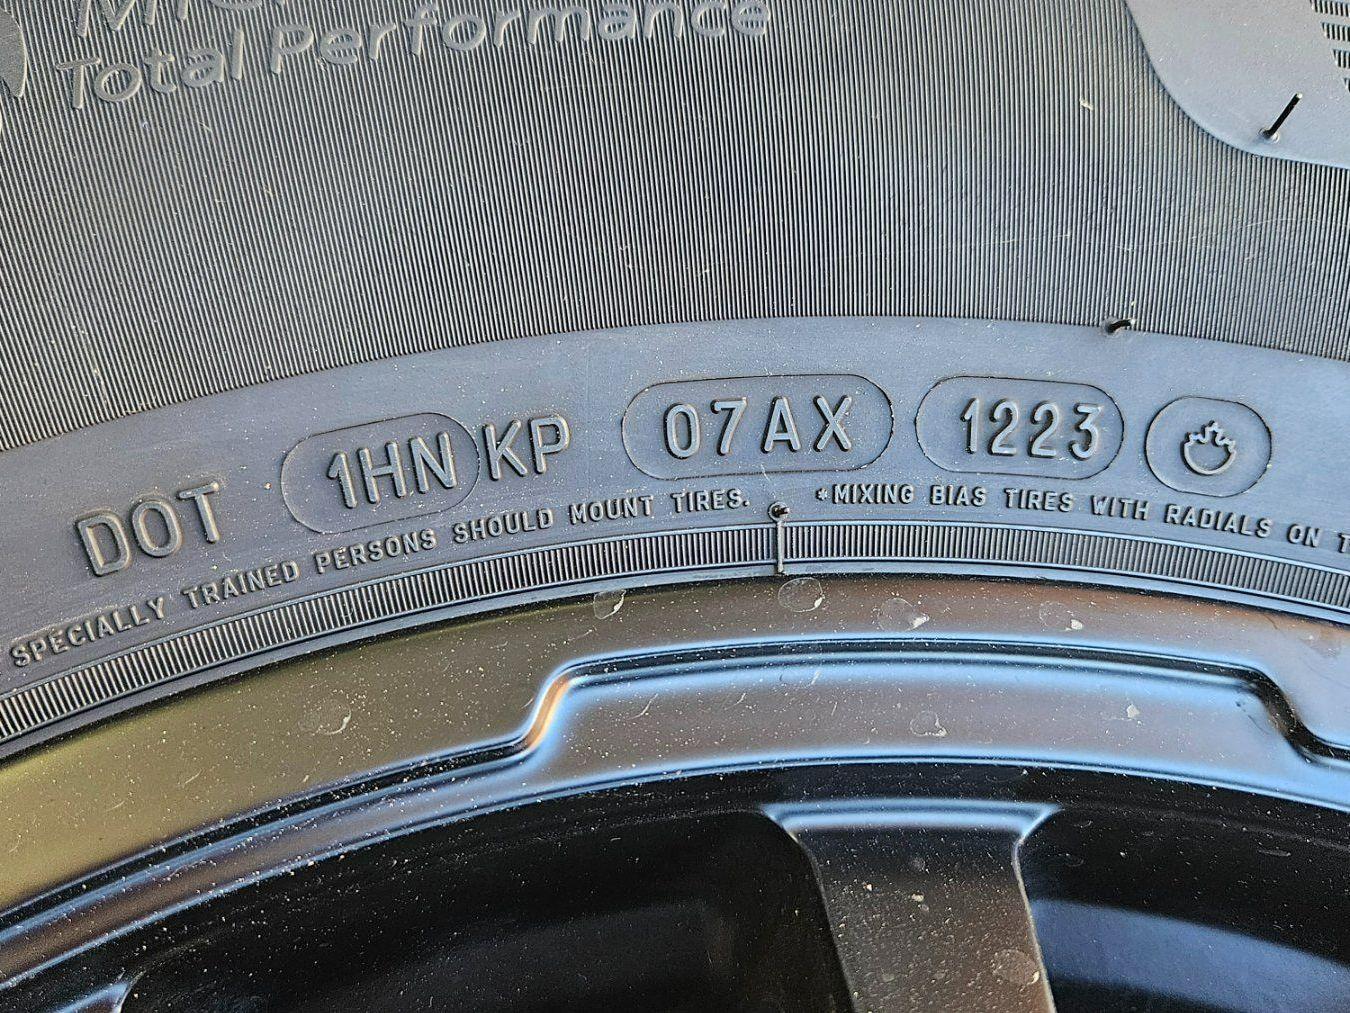 Total Performance
DOT 1HN KP 07AX 1223
SPECIALLY TRAINED PERSONS SHOULD MOUNT TIRES. *MIXING BIAS TIRES WITH RADIALS ON